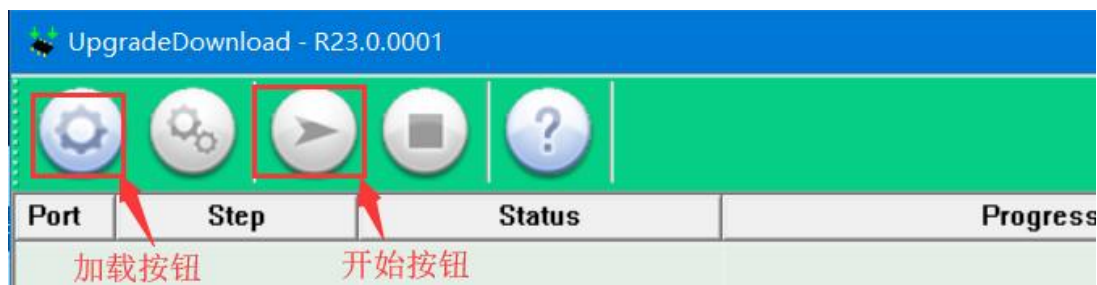 UpgradeDownload - R23.0.0001
?
Port Step Status Progress
加载按钮 开始按钮